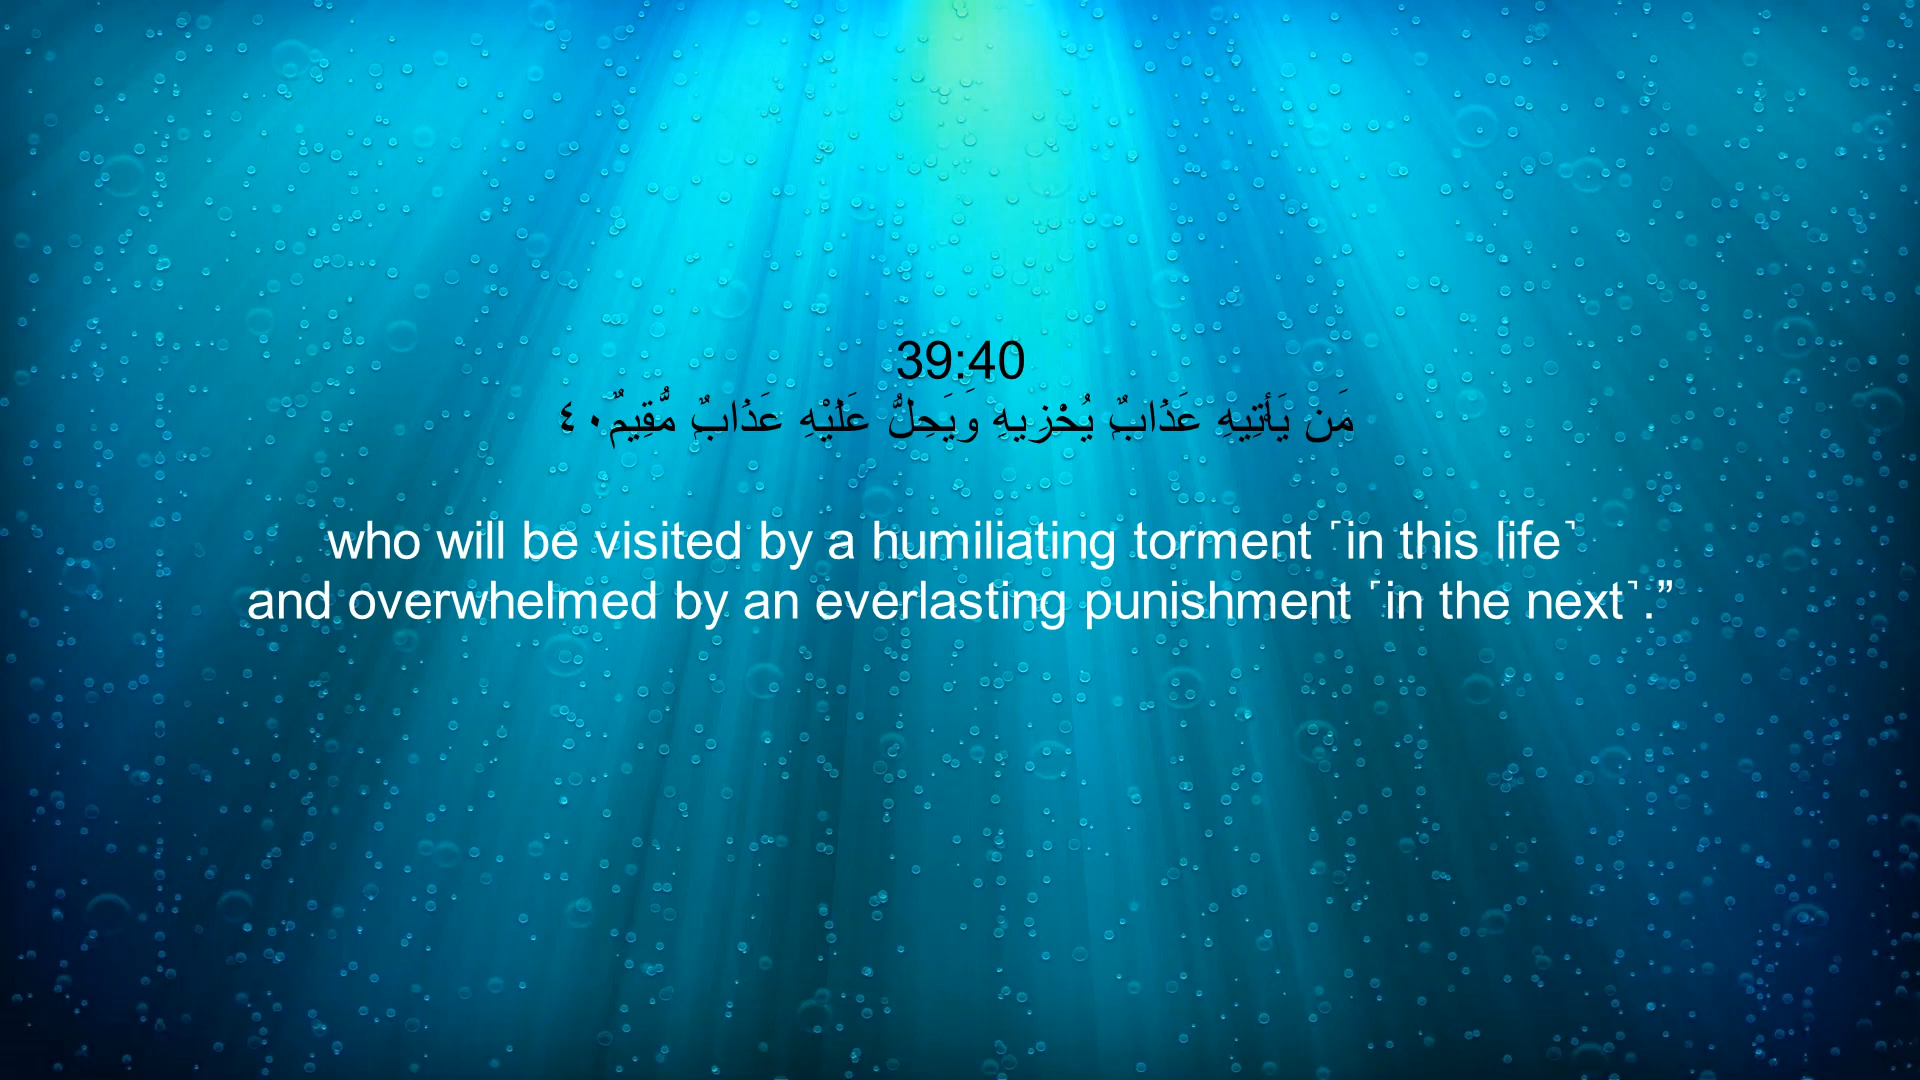 39:40
مَن يَأْتِيهِ عَذَابٌ يُخْزِيهِ وَيَحِلُّ عَلَيْهِ عَذَابٌ مُّقِيمٌ٤٠
who will be visited by a humiliating torment ˹in this life˺
and overwhelmed by an everlasting punishment ˹in the next˺.”